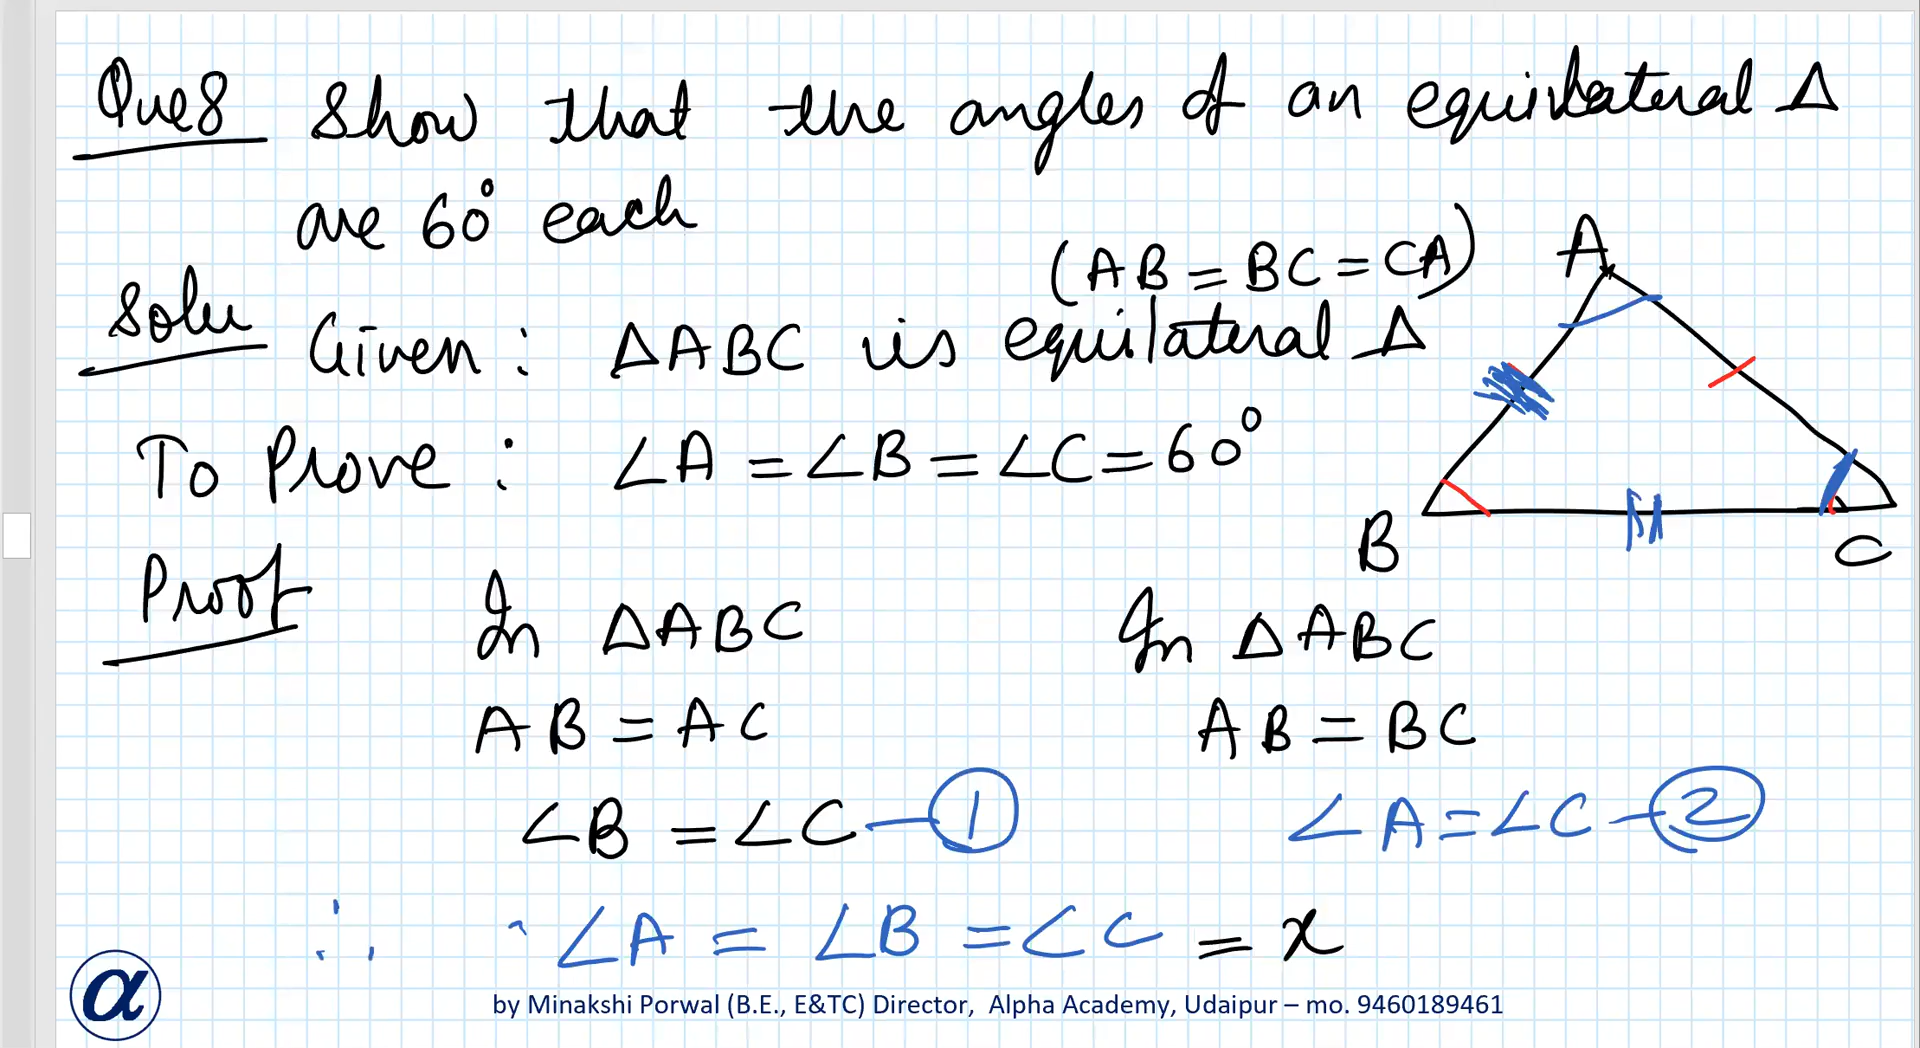 Que8 Show that the angles of an equilateral Δ
are 60° each
(AB = BC = CA)
A
Solu Given : ΔABC is equilateral Δ
To Prove : ∠A = ∠B = ∠C = 60°
B
C
Proof In ΔABC In ΔABC
AB = AC AB = BC
∠B = ∠C — 1 ∠A = ∠C — 2
∴ ∠A = ∠B = ∠C = x
α by Minakshi Porwal (B.E., E&TC) Director, Alpha Academy, Udaipur – mo. 9460189461